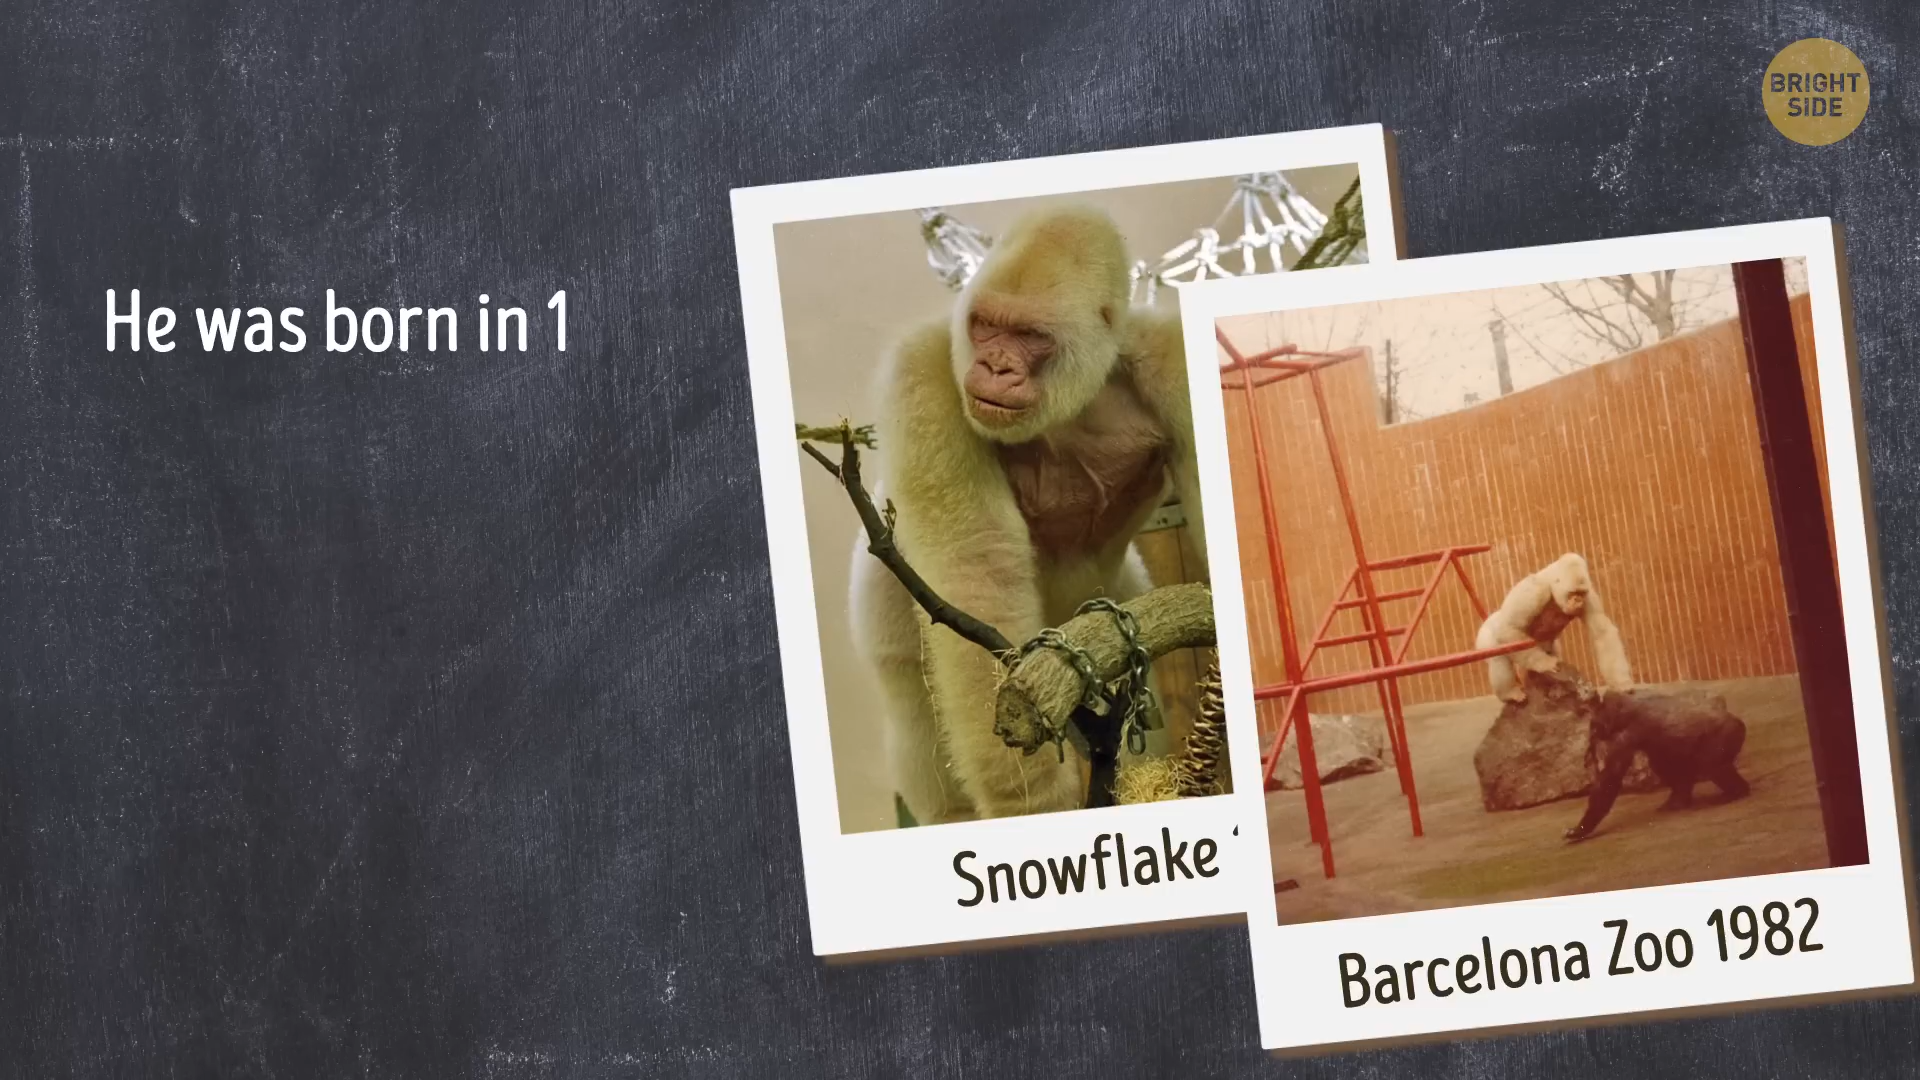 BRIGHT
SIDE
He was born in 1
Snowflake
Barcelona Zoo 1982